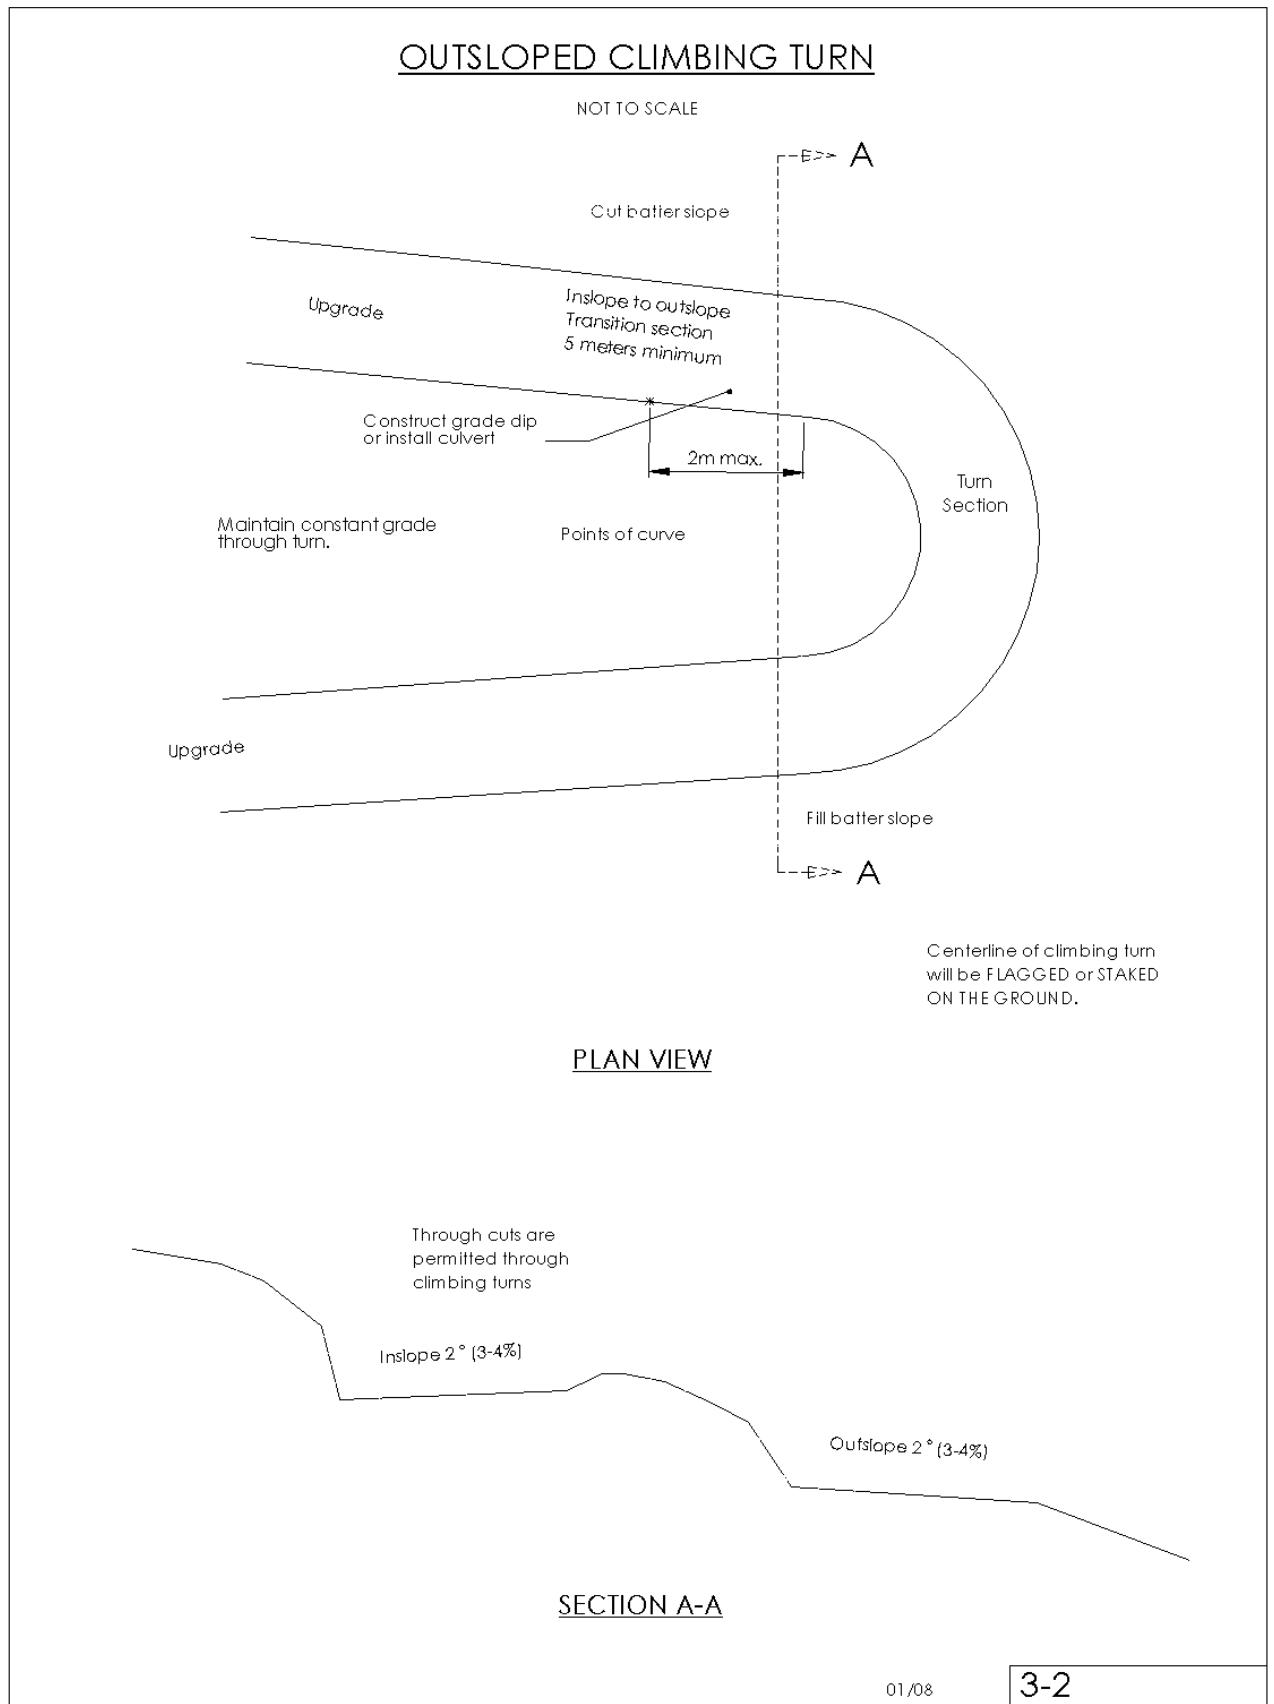 OUTSLOPED CLIMBING TURN
NOT TO SCALE
A
Cut batter slope
Upgrade
Inslope to outslope
Transition section
5 meters minimum
Construct grade dip
or install culvert
2m max.
Turn
Section
Maintain constant grade
through turn.
Points of curve
Upgrade
Fill batter slope
A
Centerline of climbing turn
will be FLAGGED or STAKED
ON THE GROUND.
PLAN VIEW
Through cuts are
permitted through
climbing turns
Inslope 2° (3-4%)
Outslope 2° (3-4%)
SECTION A-A
01/08
3-2